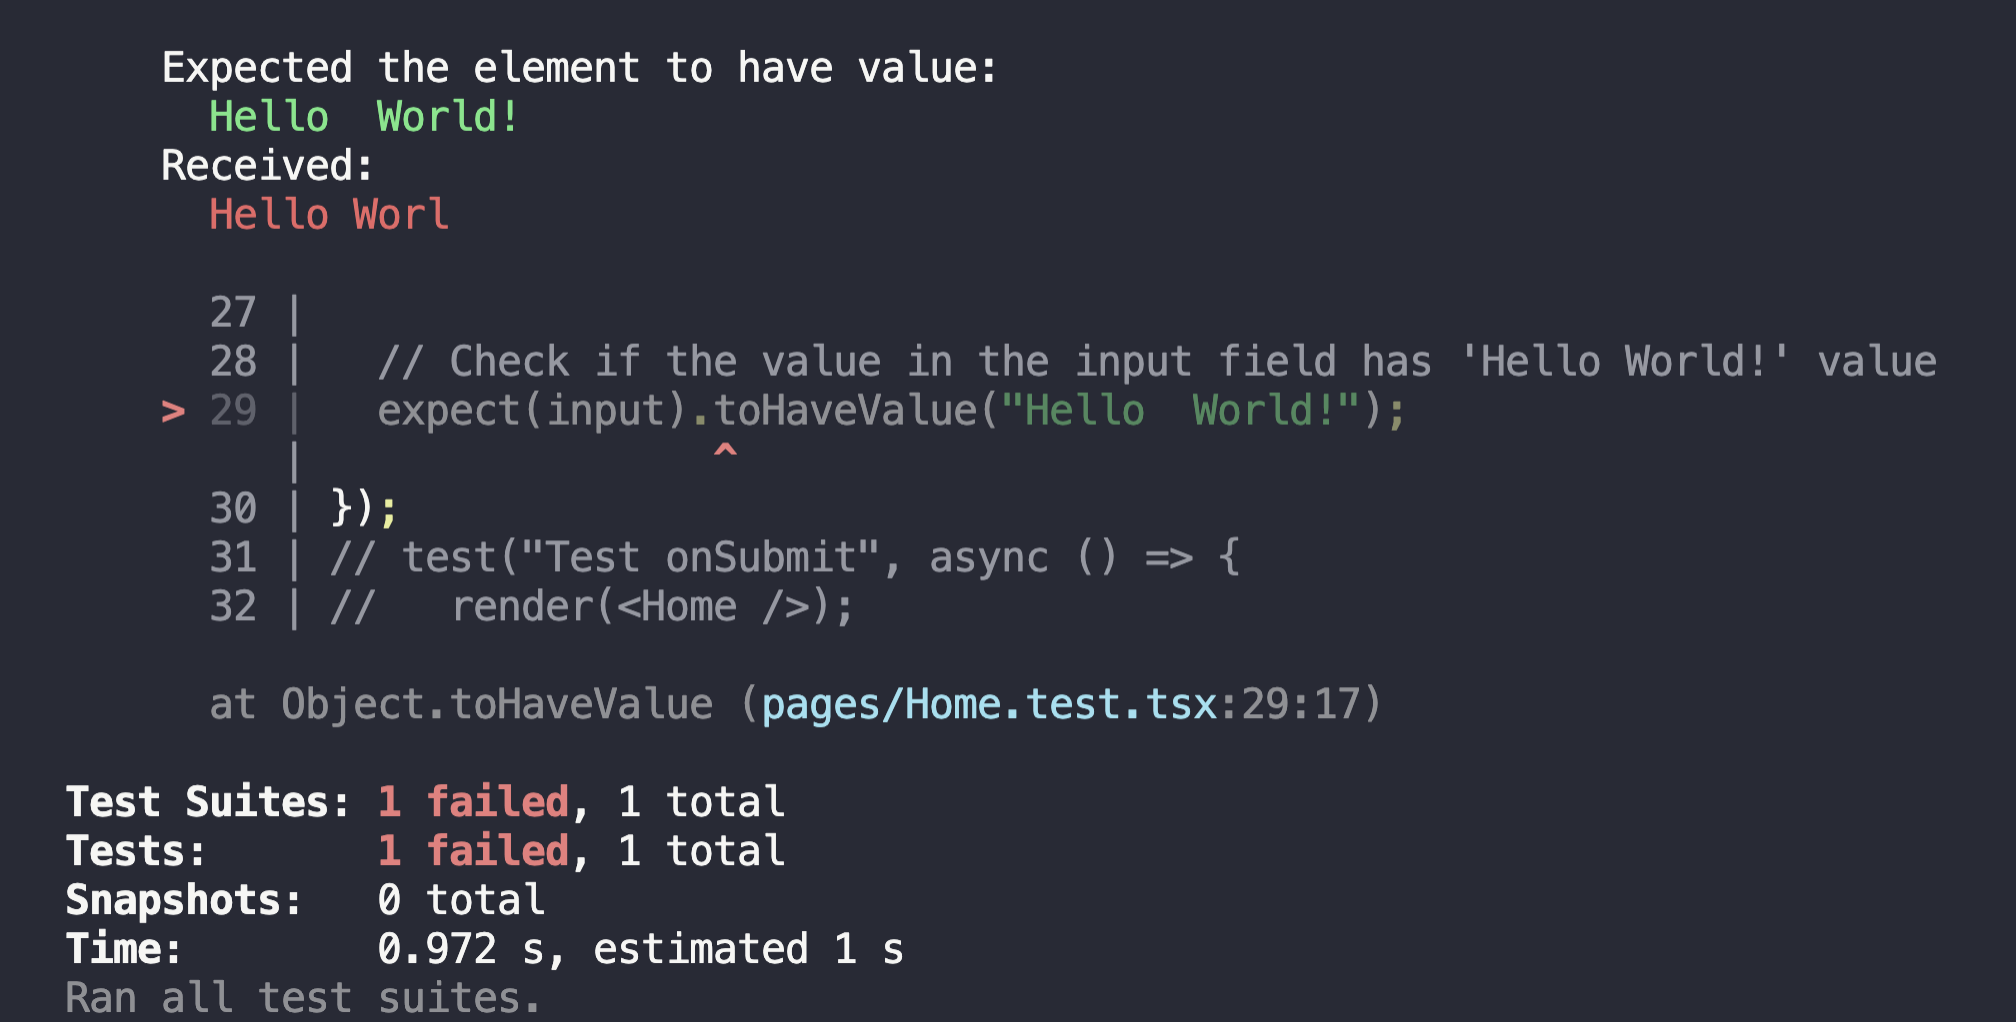 Expected the element to have value:
  Hello  World!
Received:
  Hello Worl
27 |
28 |   // Check if the value in the input field has 'Hello World!' value
> 29 |   expect(input).toHaveValue("Hello  World!");
|                 ^
30 | });
31 | // test("Test onSubmit", async () => {
32 | //   render(<Home />);
at Object.toHaveValue (pages/Home.test.tsx:29:17)
Test Suites: 1 failed, 1 total
Tests:       1 failed, 1 total
Snapshots:   0 total
Time:        0.972 s, estimated 1 s
Ran all test suites.